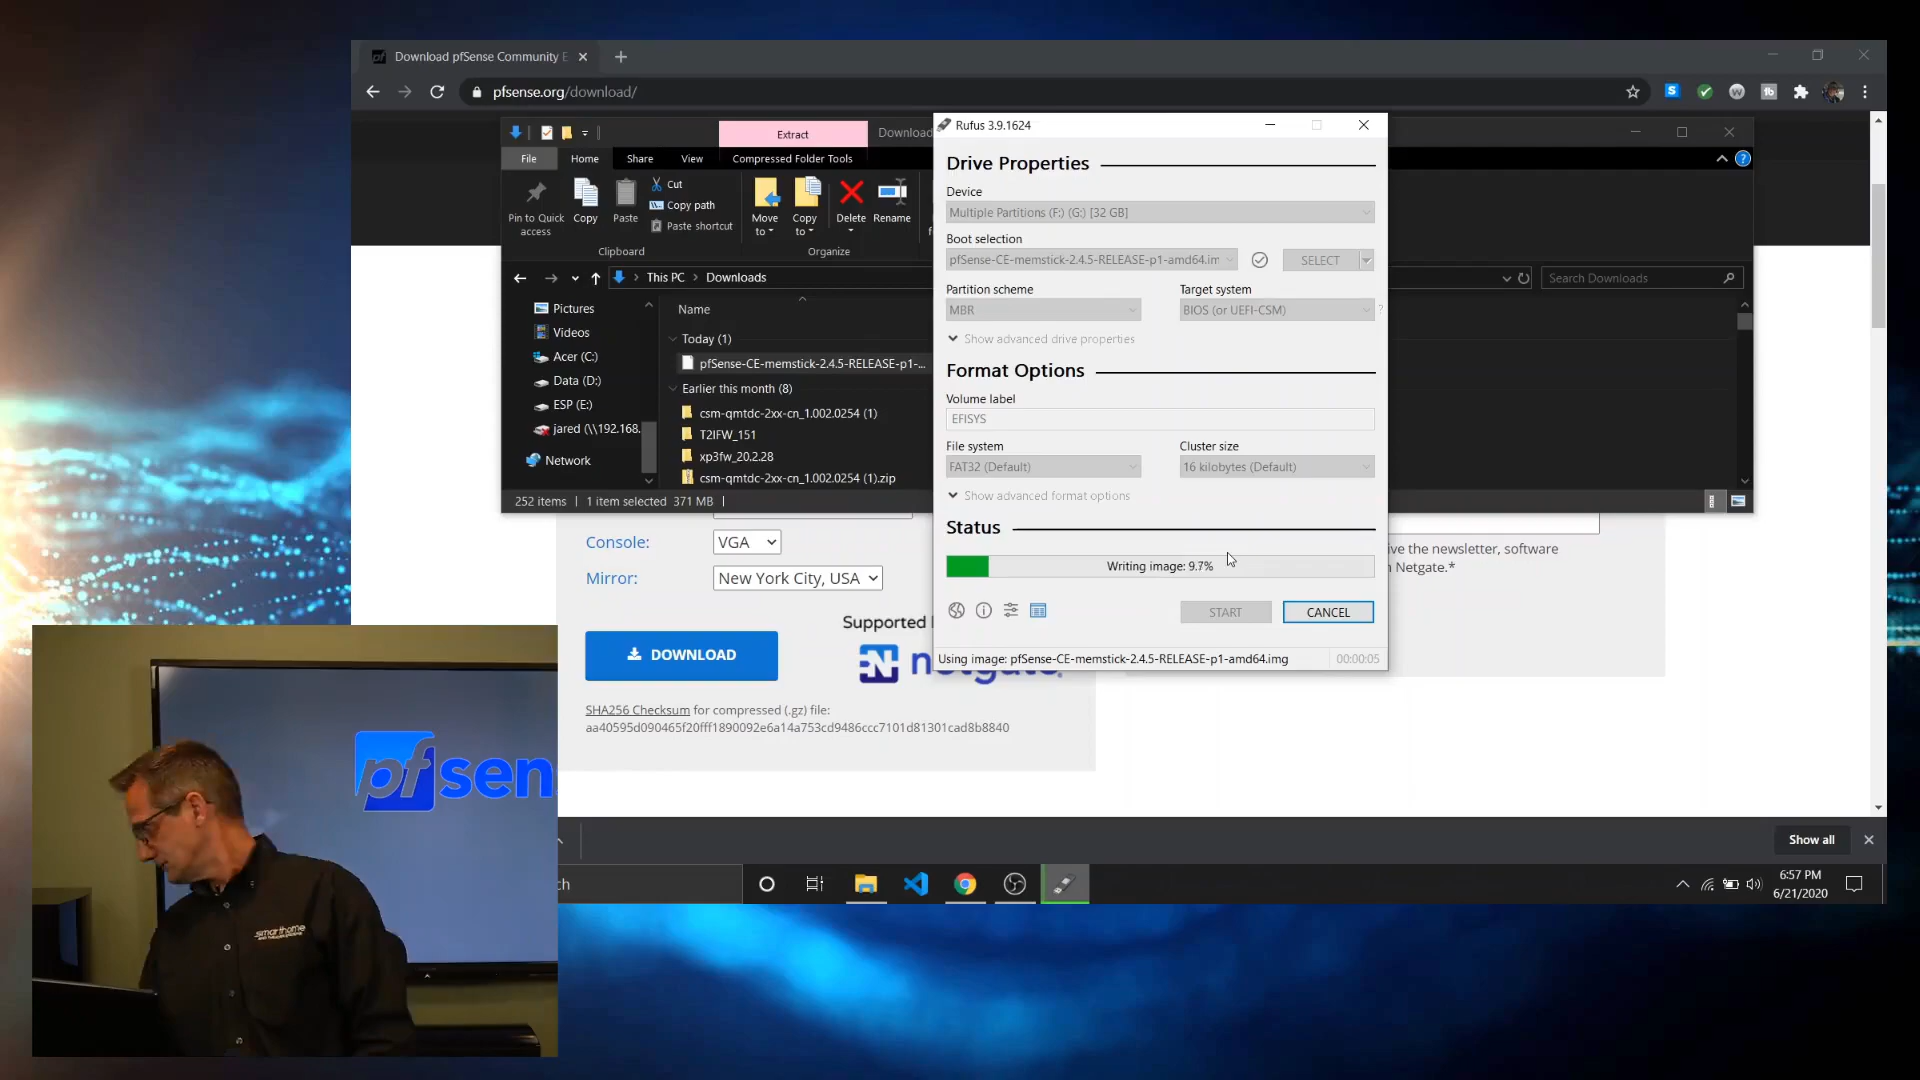 Download pfSense Community E
pfsense.org/download/
Extract
Download
File
Home
Share
View
Compressed Folder Tools
Pin to Quick
access
Copy
Paste
Cut
Copy path
Paste shortcut
Move
to
Copy
to
Delete
Rename
Clipboard
Organize
This PC
Downloads
Search Downloads
Pictures
Videos
Acer (C:)
Data (D:)
ESP (E:)
jared (\\192.168.
Network
Name
Today (1)
pfSense-CE-memstick-2.4.5-RELEASE-p1-...
Earlier this month (8)
csm-qmtdc-2xx-cn_1.002.0254 (1)
T2IFW_151
xp3fw_20.2.28
csm-qmtdc-2xx-cn_1.002.0254 (1).zip
252 items
1 item selected 371 MB
Rufus 3.9.1624
Drive Properties
Device
Multiple Partitions (F:) (G:) [32 GB]
Boot selection
pfSense-CE-memstick-2.4.5-RELEASE-p1-amd64.im
SELECT
Partition scheme
Target system
MBR
BIOS (or UEFI-CSM)
?
Show advanced drive properties
Format Options
Volume label
EFISYS
File system
Cluster size
FAT32 (Default)
16 kilobytes (Default)
Show advanced format options
Status
Writing image: 9.7%
START
CANCEL
Using image: pfSense-CE-memstick-2.4.5-RELEASE-p1-amd64.img
00:00:05
Console:
VGA
Mirror:
New York City, USA
DOWNLOAD
Supported
netgate
SHA256 Checksum for compressed (.gz) file:
aa40595d090465f20fff1890092e6a14a753cd9486ccc7101d81301cad8b8840
ive the newsletter, software
n Netgate.*
Show all
ch
6:57 PM
6/21/2020
pfsen
smarthome